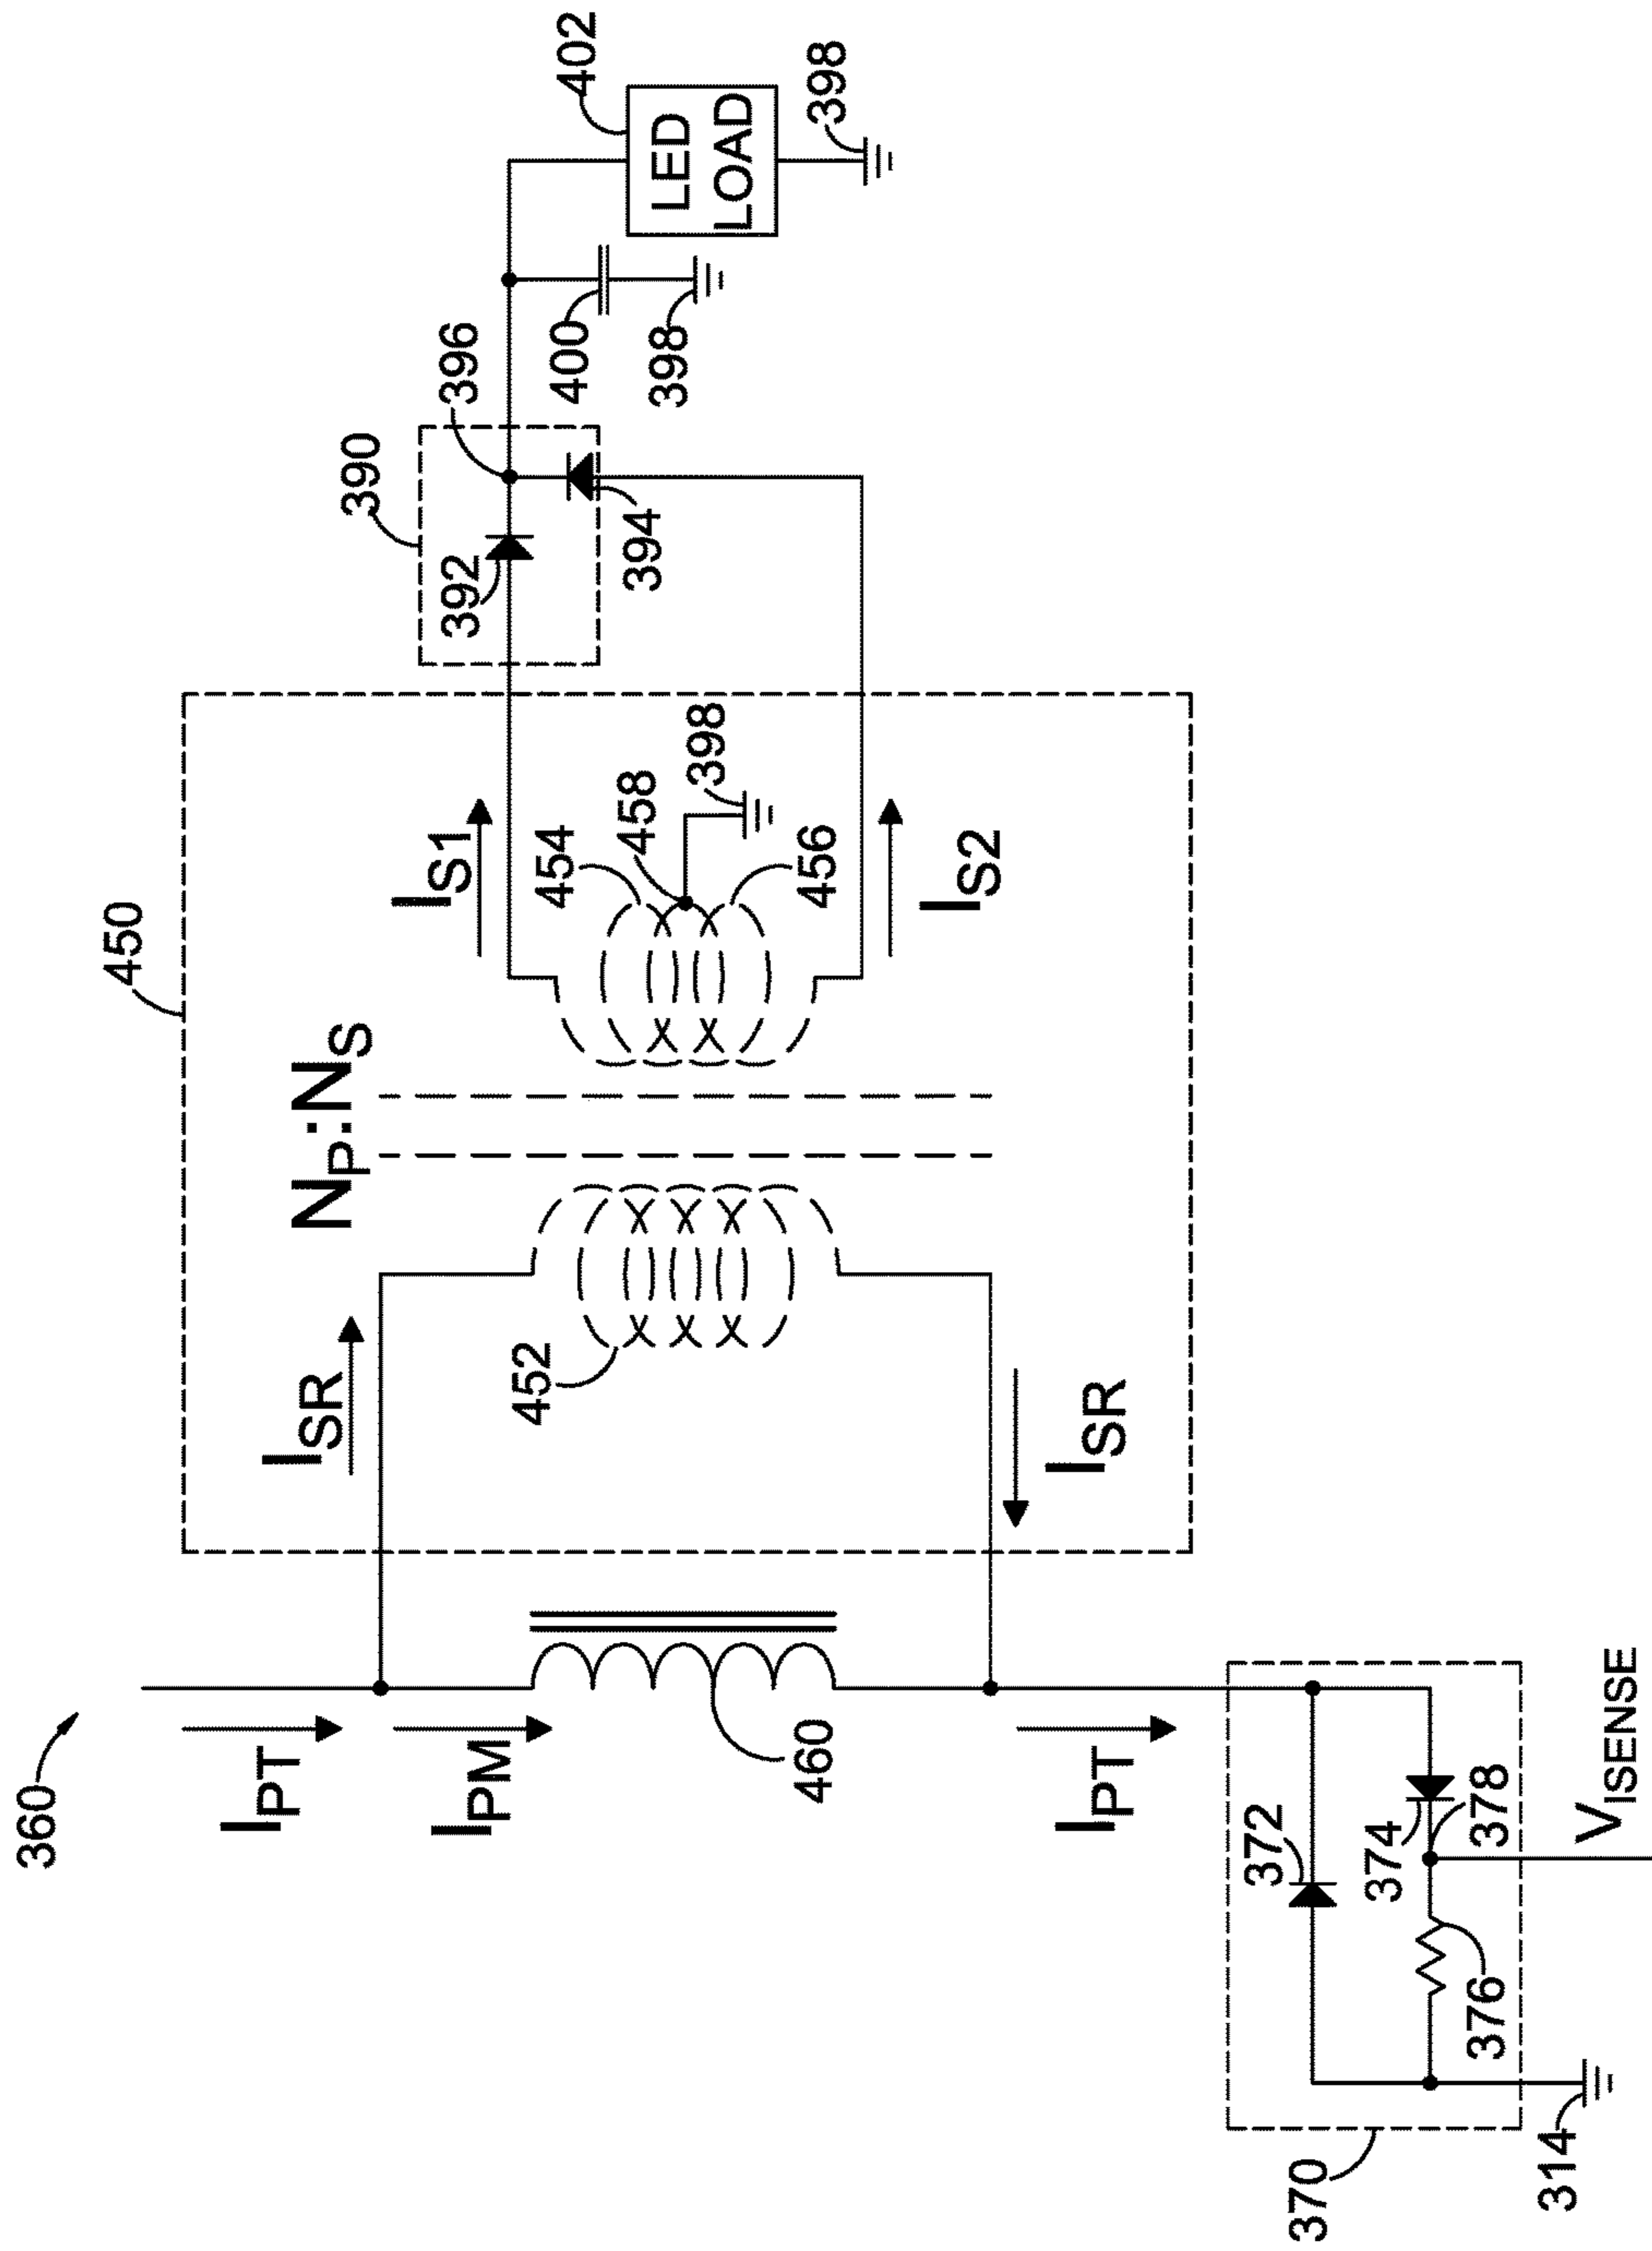 360
I_PT
I_PM
460
I_PT
370
372
374
378
376
314
V_ISENSE
450
N_P:N_S
I_SR
452
I_SR
I_S1
454
458
398
456
I_S2
390
392
396
394
400
398
402
LED
LOAD
398